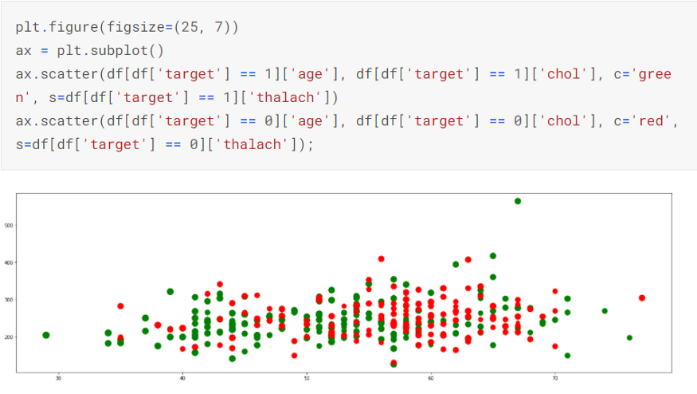 plt.figure(figsize=(25, 7))
ax = plt.subplot()
ax.scatter(df[df['target'] == 1]['age'], df[df['target'] == 1]['chol'], c='gree
n', s=df[df['target'] == 1]['thalach'])
ax.scatter(df[df['target'] == 0]['age'], df[df['target'] == 0]['chol'], c='red',
s=df[df['target'] == 0]['thalach']);
500
400
300
200
30 40 50 60 70